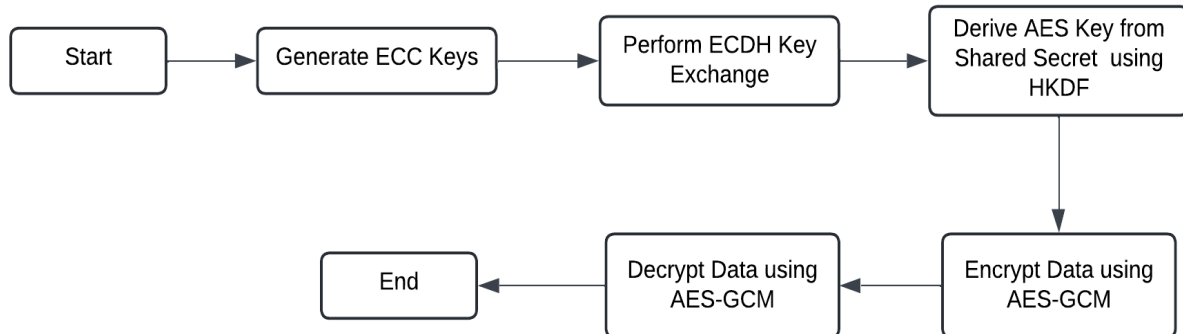 Start
Generate ECC Keys
Perform ECDH Key
Exchange
Derive AES Key from
Shared Secret using
HKDF
Encrypt Data using
AES-GCM
Decrypt Data using
AES-GCM
End